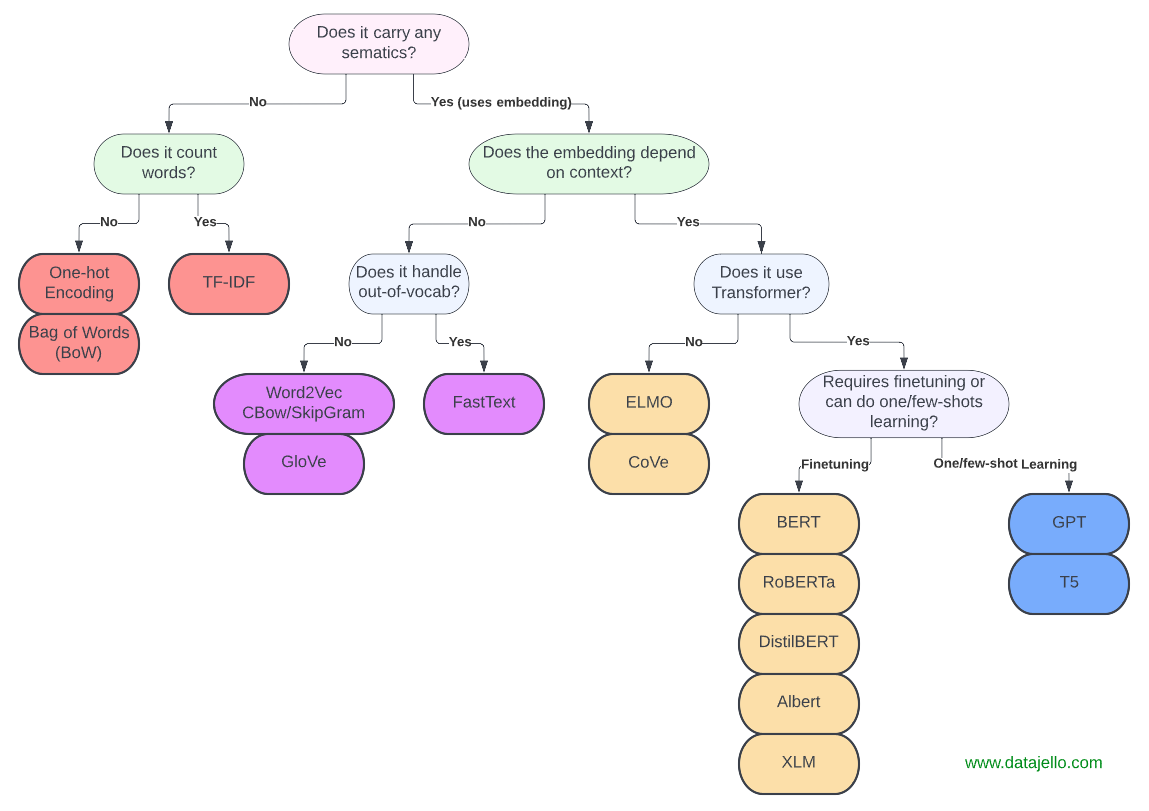 Does it carry any
sematics?
No
Yes (uses embedding)
Does it count
words?
Does the embedding depend
on context?
No
Yes
No
Yes
One-hot
Encoding
TF-IDF
Does it handle
out-of-vocab?
Does it use
Transformer?
Bag of Words
(BoW)
No
Yes
No
Yes
Word2Vec
CBow/SkipGram
FastText
ELMO
Requires finetuning or
can do one/few-shots
learning?
GloVe
CoVe
Finetuning
One/few-shot Learning
BERT
GPT
RoBERTa
T5
DistilBERT
Albert
XLM
www.datajello.com